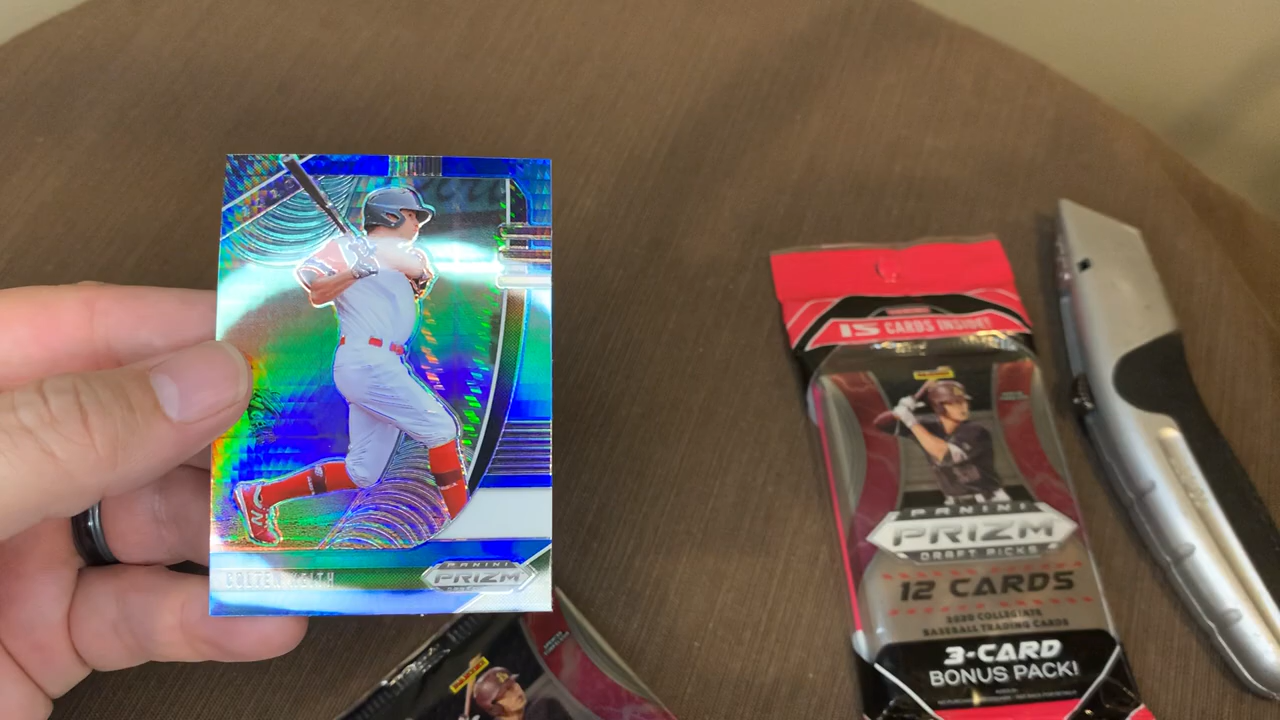 COLTEN KEITH
PANINI
PRIZM
15 CARDS INSIDE!
PANINI
PRIZM
DRAFT PICKS
12 CARDS
2020 COLLEGIATE
BASEBALL TRADING CARDS
3-CARD
BONUS PACK!
PANINI
N